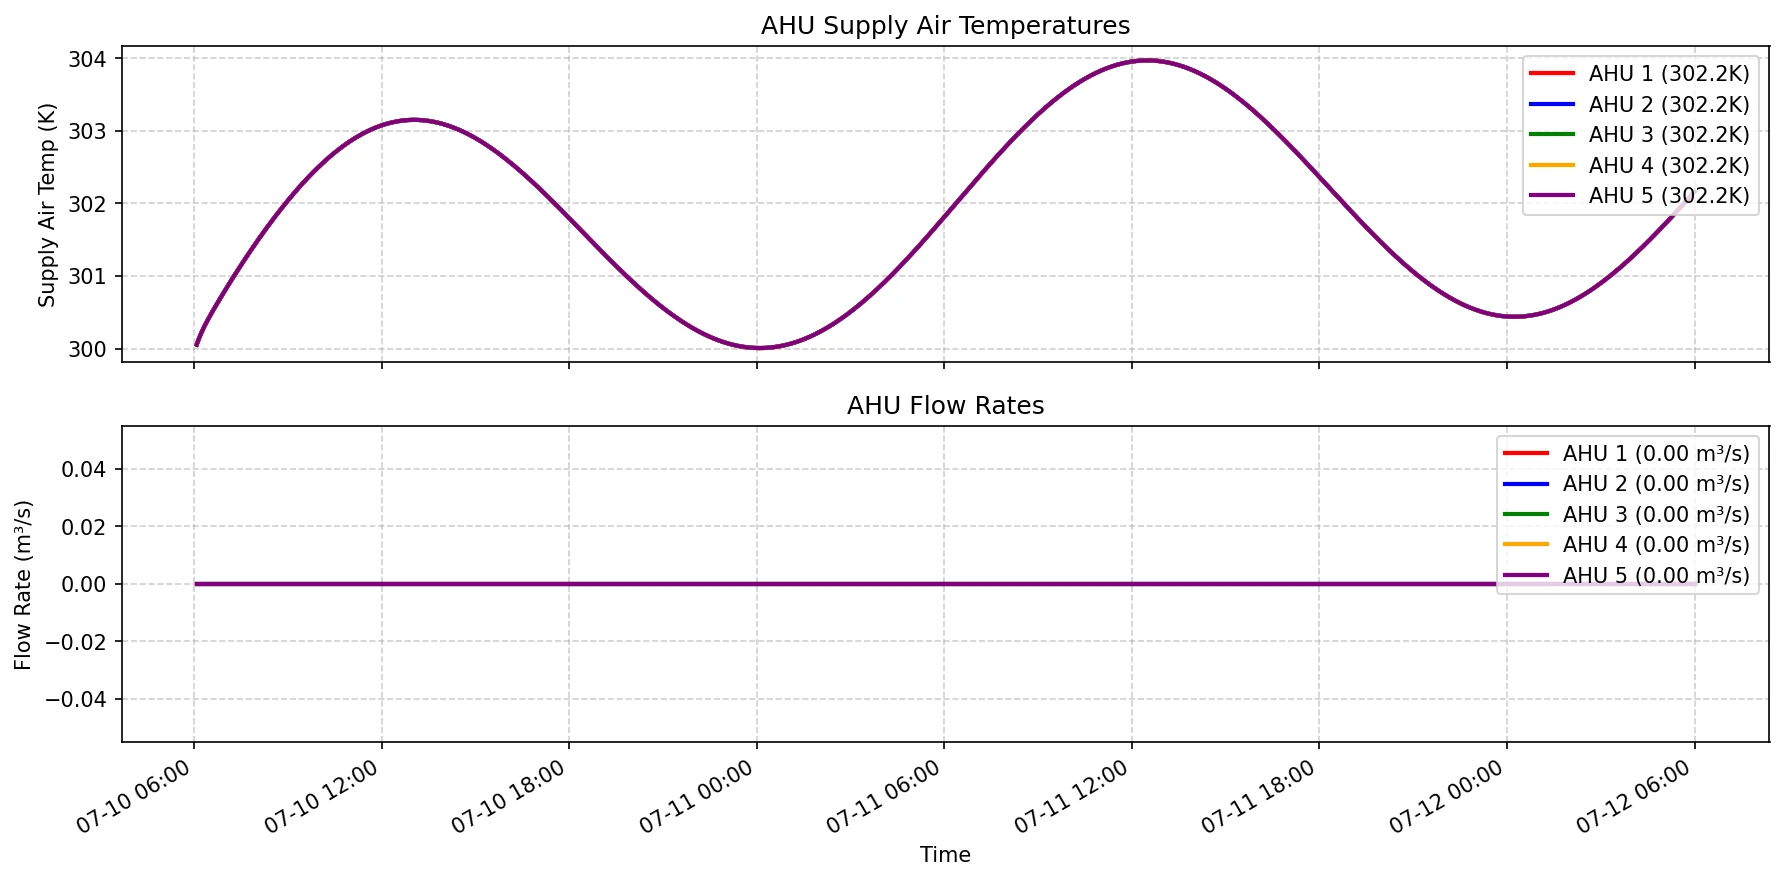 AHU Supply Air Temperatures
Supply Air Temp (K)
304
303
302
301
300
AHU 1 (302.2K)
AHU 2 (302.2K)
AHU 3 (302.2K)
AHU 4 (302.2K)
AHU 5 (302.2K)
AHU Flow Rates
Flow Rate (m³/s)
0.04
0.02
0.00
−0.02
−0.04
AHU 1 (0.00 m³/s)
AHU 2 (0.00 m³/s)
AHU 3 (0.00 m³/s)
AHU 4 (0.00 m³/s)
AHU 5 (0.00 m³/s)
07-10 06:00
07-10 12:00
07-10 18:00
07-11 00:00
07-11 06:00
07-11 12:00
07-11 18:00
07-12 00:00
07-12 06:00
Time